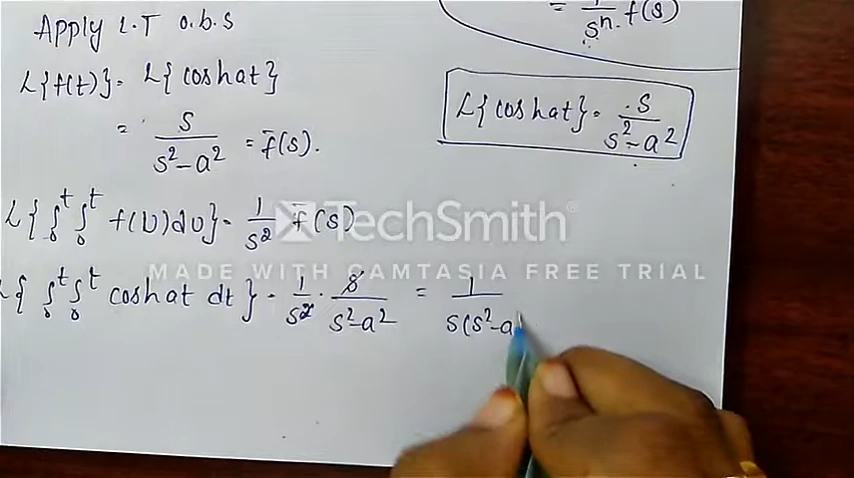 = 1/sⁿ f(s)
Apply L.T o.b.s
L{f(t)} = L{coshat}
= s/(s²-a²) = f̄(s).
L{coshat} = s/(s²-a²)
L{∫₀ᵗ∫₀ᵗ f(u)du} = 1/s² f̄(s)
L{∫₀ᵗ∫₀ᵗ coshat dt} = 1/s² · s/(s²-a²) = 1/s(s²-a
TechSmith
MADE WITH CAMTASIA FREE TRIAL